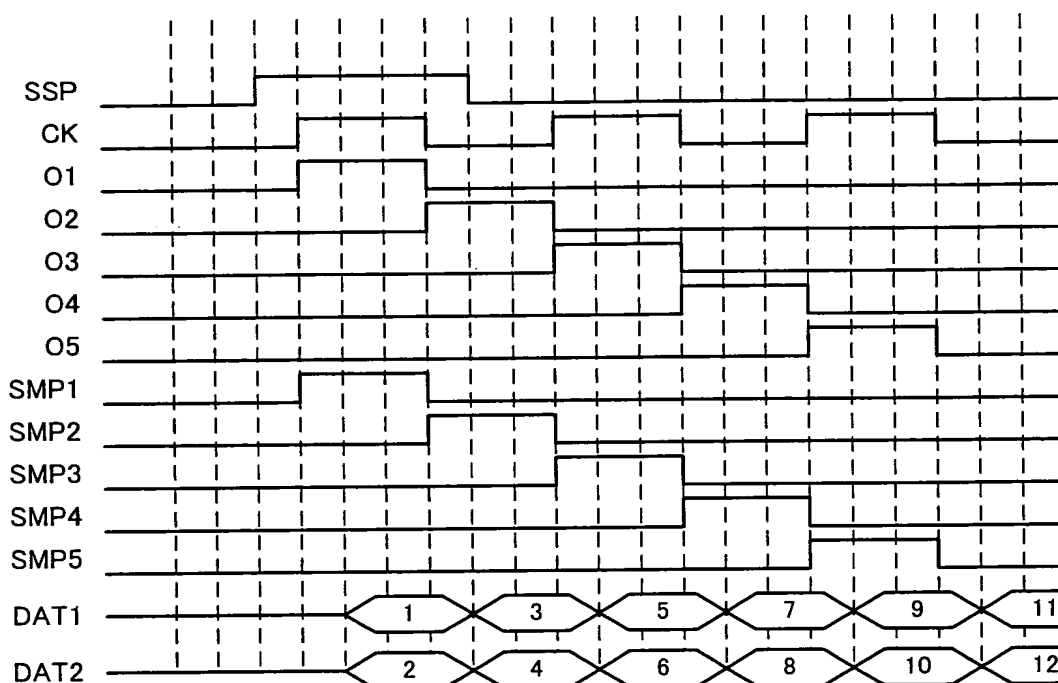 SSP
CK
O1
O2
O3
O4
O5
SMP1
SMP2
SMP3
SMP4
SMP5
DAT1 1 3 5 7 9 11
DAT2 2 4 6 8 10 12